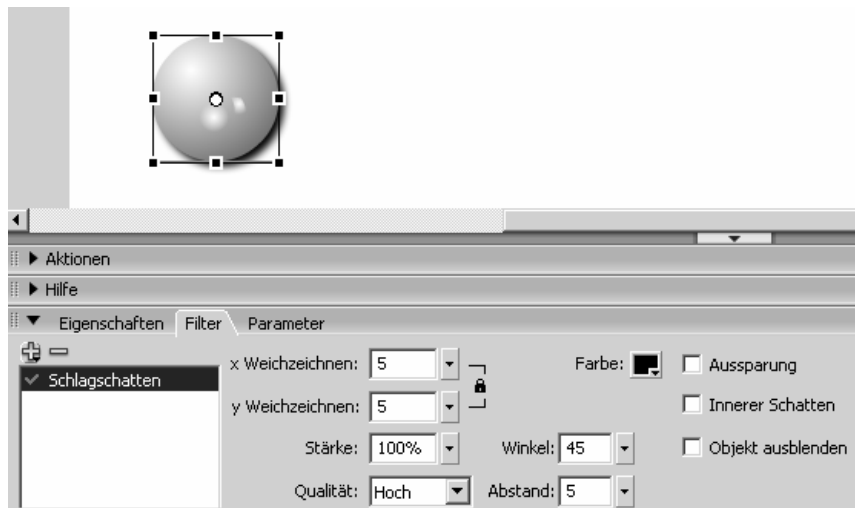 Aktionen
Hilfe
Eigenschaften Filter Parameter
Schlagschatten
x Weichzeichnen: 5 Farbe: Aussparung
y Weichzeichnen: 5 Innerer Schatten
Stärke: 100% Winkel: 45 Objekt ausblenden
Qualität: Hoch Abstand: 5